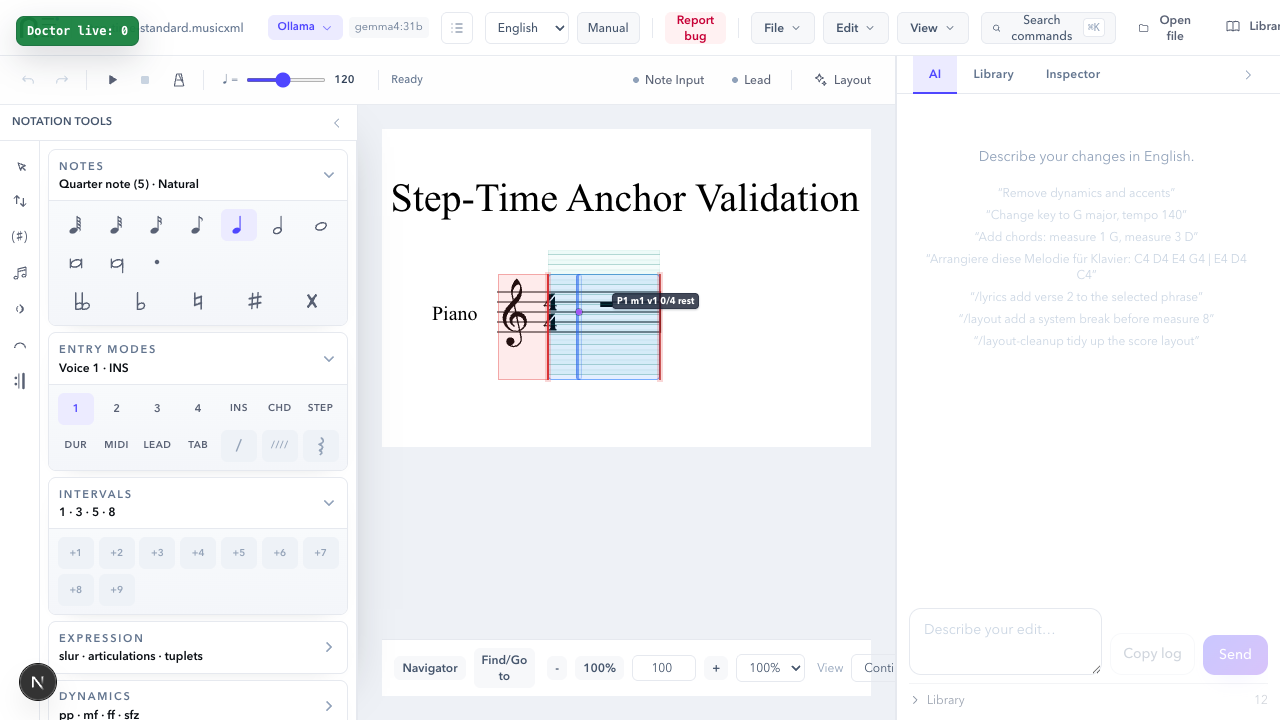 Doctor live: 0
standard.musicxml
Ollama
gemma4:31b
English
Manual
Report
bug
File
Edit
View
Search
commands
⌘K
Open
file
♩ =
120
Ready
Note Input
Lead
Layout
AI
Library
Inspector
NOTATION TOOLS
NOTES
Quarter note (5) · Natural
ENTRY MODES
Voice 1 · INS
1
2
3
4
INS
CHD
STEP
DUR
MIDI
LEAD
TAB
/
////
INTERVALS
1 · 3 · 5 · 8
+1
+2
+3
+4
+5
+6
+7
+8
+9
EXPRESSION
slur · articulations · tuplets
DYNAMICS
pp · mf · ff · sfz
N
Step-Time Anchor Validation
Piano
P1 m1 v1 0/4 rest
Navigator
Find/Go
to
-
100%
100
+
100%
View
Describe your changes in English.
“Remove dynamics and accents”
“Change key to G major, tempo 140”
“Add chords: measure 1 G, measure 3 D”
“Arrangiere diese Melodie für Klavier: C4 D4 E4 G4 | E4 D4
C4”
“/lyrics add verse 2 to the selected phrase”
“/layout add a system break before measure 8”
“/layout-cleanup tidy up the score layout”
Describe your edit…
Copy log
Send
Library
12